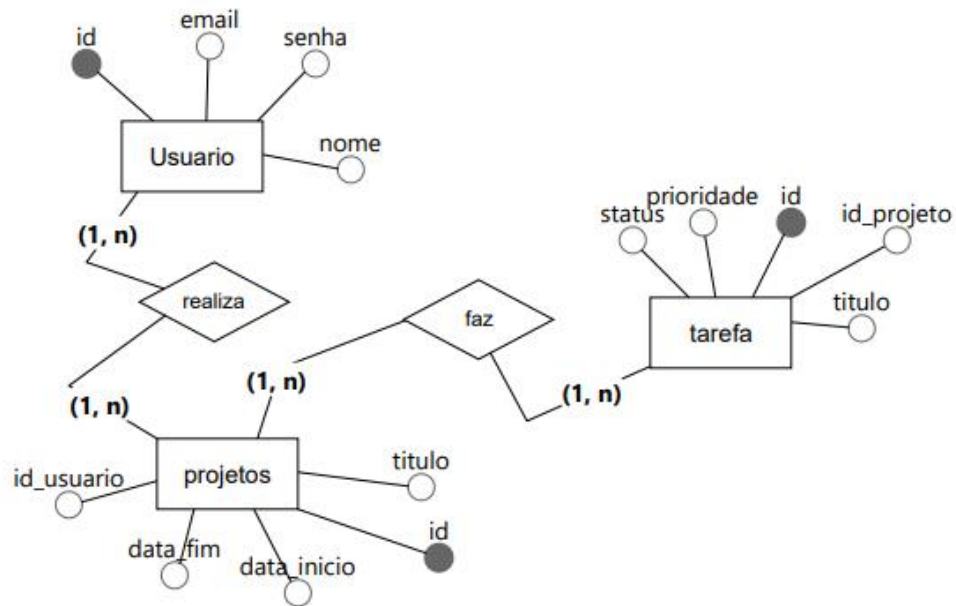 id
email
senha
nome
Usuario
(1, n)
realiza
(1, n)
(1, n)
faz
(1, n)
status
prioridade
id
id_projeto
titulo
tarefa
projetos
titulo
id_usuario
data_fim
data_inicio
id